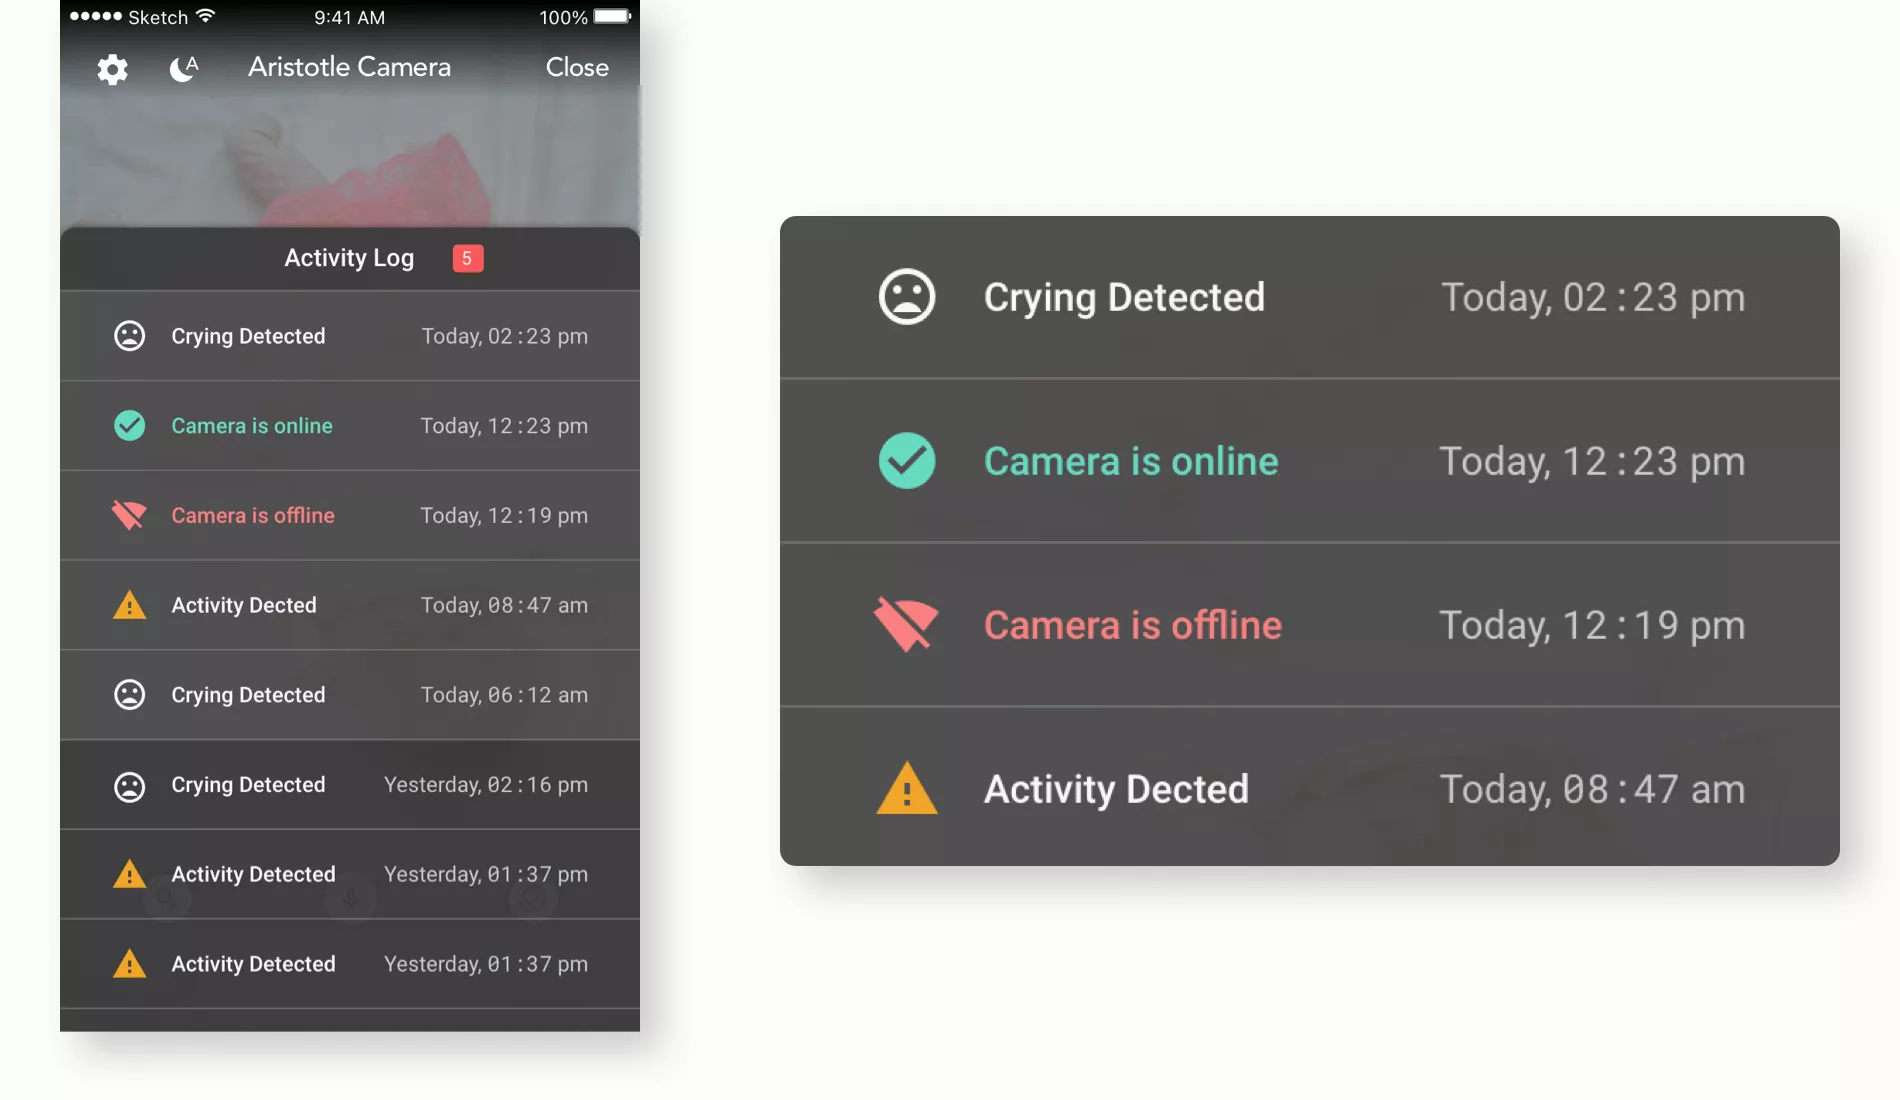 Sketch 9:41 AM 100%
A
Aristotle Camera Close
Activity Log 5
Crying Detected Today, 02:23 pm
Camera is online Today, 12:23 pm
Camera is offline Today, 12:19 pm
Activity Dected Today, 08:47 am
Crying Detected Today, 06:12 am
Crying Detected Yesterday, 02:16 pm
Activity Detected Yesterday, 01:37 pm
Activity Detected Yesterday, 01:37 pm
Crying Detected Today, 02:23 pm
Camera is online Today, 12:23 pm
Camera is offline Today, 12:19 pm
Activity Dected Today, 08:47 am